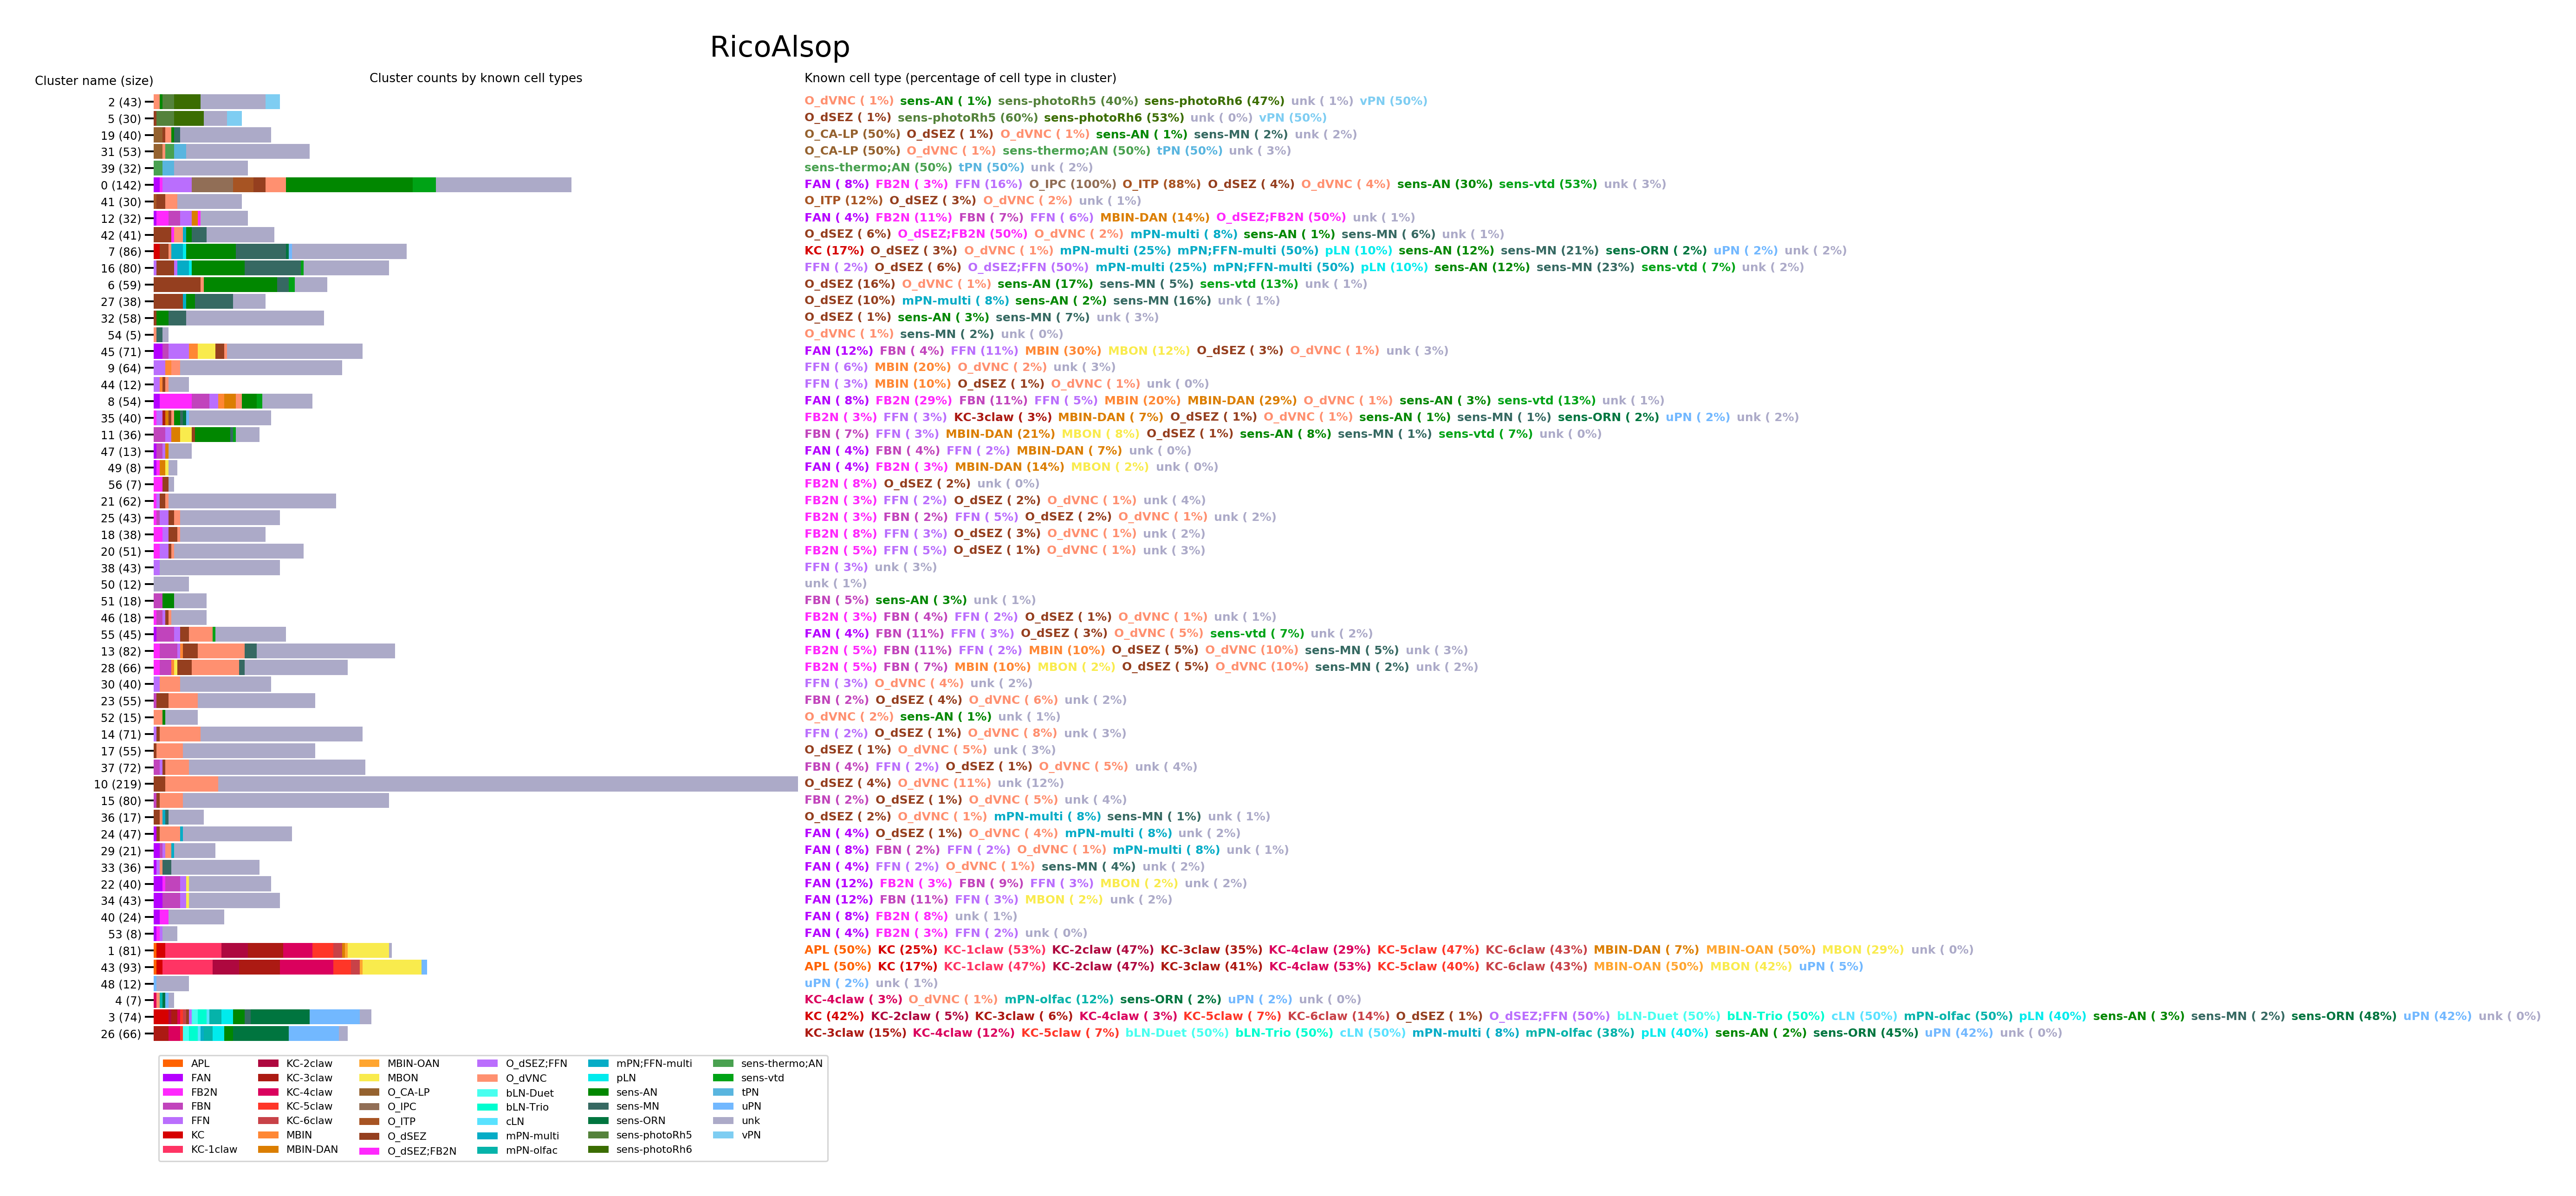 RicoAlsop
Cluster name (size) Cluster counts by known cell types Known cell type (percentage of cell type in cluster)
2 (43) O_dVNC ( 1%) sens-AN ( 1%) sens-photoRh5 (40%) sens-photoRh6 (47%) unk ( 1%) vPN (50%)
5 (30) O_dSEZ ( 1%) sens-photoRh5 (60%) sens-photoRh6 (53%) unk ( 0%) vPN (50%)
19 (40) O_CA-LP (50%) O_dSEZ ( 1%) O_dVNC ( 1%) sens-AN ( 1%) sens-MN ( 2%) unk ( 2%)
31 (53) O_CA-LP (50%) O_dVNC ( 1%) sens-thermo;AN (50%) tPN (50%) unk ( 3%)
39 (32) sens-thermo;AN (50%) tPN (50%) unk ( 2%)
0 (142) FAN ( 8%) FB2N ( 3%) FFN (16%) O_IPC (100%) O_ITP (88%) O_dSEZ ( 4%) O_dVNC ( 4%) sens-AN (30%) sens-vtd (53%) unk ( 3%)
41 (30) O_ITP (12%) O_dSEZ ( 3%) O_dVNC ( 2%) unk ( 1%)
12 (32) FAN ( 4%) FB2N (11%) FBN ( 7%) FFN ( 6%) MBIN-DAN (14%) O_dSEZ;FB2N (50%) unk ( 1%)
42 (41) O_dSEZ ( 6%) O_dSEZ;FB2N (50%) O_dVNC ( 2%) mPN-multi ( 8%) sens-AN ( 1%) sens-MN ( 6%) unk ( 1%)
7 (86) KC (17%) O_dSEZ ( 3%) O_dVNC ( 1%) mPN-multi (25%) mPN;FFN-multi (50%) pLN (10%) sens-AN (12%) sens-MN (21%) sens-ORN ( 2%) uPN ( 2%) unk ( 2%)
16 (80) FFN ( 2%) O_dSEZ ( 6%) O_dSEZ;FFN (50%) mPN-multi (25%) mPN;FFN-multi (50%) pLN (10%) sens-AN (12%) sens-MN (23%) sens-vtd ( 7%) unk ( 2%)
6 (59) O_dSEZ (16%) O_dVNC ( 1%) sens-AN (17%) sens-MN ( 5%) sens-vtd (13%) unk ( 1%)
27 (38) O_dSEZ (10%) mPN-multi ( 8%) sens-AN ( 2%) sens-MN (16%) unk ( 1%)
32 (58) O_dSEZ ( 1%) sens-AN ( 3%) sens-MN ( 7%) unk ( 3%)
54 (5) O_dVNC ( 1%) sens-MN ( 2%) unk ( 0%)
45 (71) FAN (12%) FBN ( 4%) FFN (11%) MBIN (30%) MBON (12%) O_dSEZ ( 3%) O_dVNC ( 1%) unk ( 3%)
9 (64) FFN ( 6%) MBIN (20%) O_dVNC ( 2%) unk ( 3%)
44 (12) FFN ( 3%) MBIN (10%) O_dSEZ ( 1%) O_dVNC ( 1%) unk ( 0%)
8 (54) FAN ( 8%) FB2N (29%) FBN (11%) FFN ( 5%) MBIN (20%) MBIN-DAN (29%) O_dVNC ( 1%) sens-AN ( 3%) sens-vtd (13%) unk ( 1%)
35 (40) FB2N ( 3%) FFN ( 3%) KC-3claw ( 3%) MBIN-DAN ( 7%) O_dSEZ ( 1%) O_dVNC ( 1%) sens-AN ( 1%) sens-MN ( 1%) sens-ORN ( 2%) uPN ( 2%) unk ( 2%)
11 (36) FBN ( 7%) FFN ( 3%) MBIN-DAN (21%) MBON ( 8%) O_dSEZ ( 1%) sens-AN ( 8%) sens-MN ( 1%) sens-vtd ( 7%) unk ( 0%)
47 (13) FAN ( 4%) FBN ( 4%) FFN ( 2%) MBIN-DAN ( 7%) unk ( 0%)
49 (8) FAN ( 4%) FB2N ( 3%) MBIN-DAN (14%) MBON ( 2%) unk ( 0%)
56 (7) FB2N ( 8%) O_dSEZ ( 2%) unk ( 0%)
21 (62) FB2N ( 3%) FFN ( 2%) O_dSEZ ( 2%) O_dVNC ( 1%) unk ( 4%)
25 (43) FB2N ( 3%) FBN ( 2%) FFN ( 5%) O_dSEZ ( 2%) O_dVNC ( 1%) unk ( 2%)
18 (38) FB2N ( 8%) FFN ( 3%) O_dSEZ ( 3%) O_dVNC ( 1%) unk ( 2%)
20 (51) FB2N ( 5%) FFN ( 5%) O_dSEZ ( 1%) O_dVNC ( 1%) unk ( 3%)
38 (43) FFN ( 3%) unk ( 3%)
50 (12) unk ( 1%)
51 (18) FBN ( 5%) sens-AN ( 3%) unk ( 1%)
46 (18) FB2N ( 3%) FBN ( 4%) FFN ( 2%) O_dSEZ ( 1%) O_dVNC ( 1%) unk ( 1%)
55 (45) FAN ( 4%) FBN (11%) FFN ( 3%) O_dSEZ ( 3%) O_dVNC ( 5%) sens-vtd ( 7%) unk ( 2%)
13 (82) FB2N ( 5%) FBN (11%) FFN ( 2%) MBIN (10%) O_dSEZ ( 5%) O_dVNC (10%) sens-MN ( 5%) unk ( 3%)
28 (66) FB2N ( 5%) FBN ( 7%) MBIN (10%) MBON ( 2%) O_dSEZ ( 5%) O_dVNC (10%) sens-MN ( 2%) unk ( 2%)
30 (40) FFN ( 3%) O_dVNC ( 4%) unk ( 2%)
23 (55) FBN ( 2%) O_dSEZ ( 4%) O_dVNC ( 6%) unk ( 2%)
52 (15) O_dVNC ( 2%) sens-AN ( 1%) unk ( 1%)
14 (71) FFN ( 2%) O_dSEZ ( 1%) O_dVNC ( 8%) unk ( 3%)
17 (55) O_dSEZ ( 1%) O_dVNC ( 5%) unk ( 3%)
37 (72) FBN ( 4%) FFN ( 2%) O_dSEZ ( 1%) O_dVNC ( 5%) unk ( 4%)
10 (219) O_dSEZ ( 4%) O_dVNC (11%) unk (12%)
15 (80) FBN ( 2%) O_dSEZ ( 1%) O_dVNC ( 5%) unk ( 4%)
36 (17) O_dSEZ ( 2%) O_dVNC ( 1%) mPN-multi ( 8%) sens-MN ( 1%) unk ( 1%)
24 (47) FAN ( 4%) O_dSEZ ( 1%) O_dVNC ( 4%) mPN-multi ( 8%) unk ( 2%)
29 (21) FAN ( 8%) FBN ( 2%) FFN ( 2%) O_dVNC ( 1%) mPN-multi ( 8%) unk ( 1%)
33 (36) FAN ( 4%) FFN ( 2%) O_dVNC ( 1%) sens-MN ( 4%) unk ( 2%)
22 (40) FAN (12%) FB2N ( 3%) FBN ( 9%) FFN ( 3%) MBON ( 2%) unk ( 2%)
34 (43) FAN (12%) FBN (11%) FFN ( 3%) MBON ( 2%) unk ( 2%)
40 (24) FAN ( 8%) FB2N ( 8%) unk ( 1%)
53 (8) FAN ( 4%) FB2N ( 3%) FFN ( 2%) unk ( 0%)
1 (81) APL (50%) KC (25%) KC-1claw (53%) KC-2claw (47%) KC-3claw (35%) KC-4claw (29%) KC-5claw (47%) KC-6claw (43%) MBIN-DAN ( 7%) MBIN-OAN (50%) MBON (29%) unk ( 0%)
43 (93) APL (50%) KC (17%) KC-1claw (47%) KC-2claw (47%) KC-3claw (41%) KC-4claw (53%) KC-5claw (40%) KC-6claw (43%) MBIN-OAN (50%) MBON (42%) uPN ( 5%)
48 (12) uPN ( 2%) unk ( 1%)
4 (7) KC-4claw ( 3%) O_dVNC ( 1%) mPN-olfac (12%) sens-ORN ( 2%) uPN ( 2%) unk ( 0%)
3 (74) KC (42%) KC-2claw ( 5%) KC-3claw ( 6%) KC-4claw ( 3%) KC-5claw ( 7%) KC-6claw (14%) O_dSEZ ( 1%) O_dSEZ;FFN (50%) bLN-Duet (50%) bLN-Trio (50%) cLN (50%) mPN-olfac (50%) pLN (40%) sens-AN ( 3%) sens-MN ( 2%) sens-ORN (48%) uPN (42%) unk ( 0%)
26 (66) KC-3claw (15%) KC-4claw (12%) KC-5claw ( 7%) bLN-Duet (50%) bLN-Trio (50%) cLN (50%) mPN-multi ( 8%) mPN-olfac (38%) pLN (40%) sens-AN ( 2%) sens-ORN (45%) uPN (42%) unk ( 0%)
APL KC-2claw MBIN-OAN O_dSEZ;FFN mPN;FFN-multi sens-thermo;AN
FAN KC-3claw MBON O_dVNC pLN sens-vtd
FB2N KC-4claw O_CA-LP bLN-Duet sens-AN tPN
FBN KC-5claw O_IPC bLN-Trio sens-MN uPN
FFN KC-6claw O_ITP cLN sens-ORN unk
KC MBIN O_dSEZ mPN-multi sens-photoRh5 vPN
KC-1claw MBIN-DAN O_dSEZ;FB2N mPN-olfac sens-photoRh6